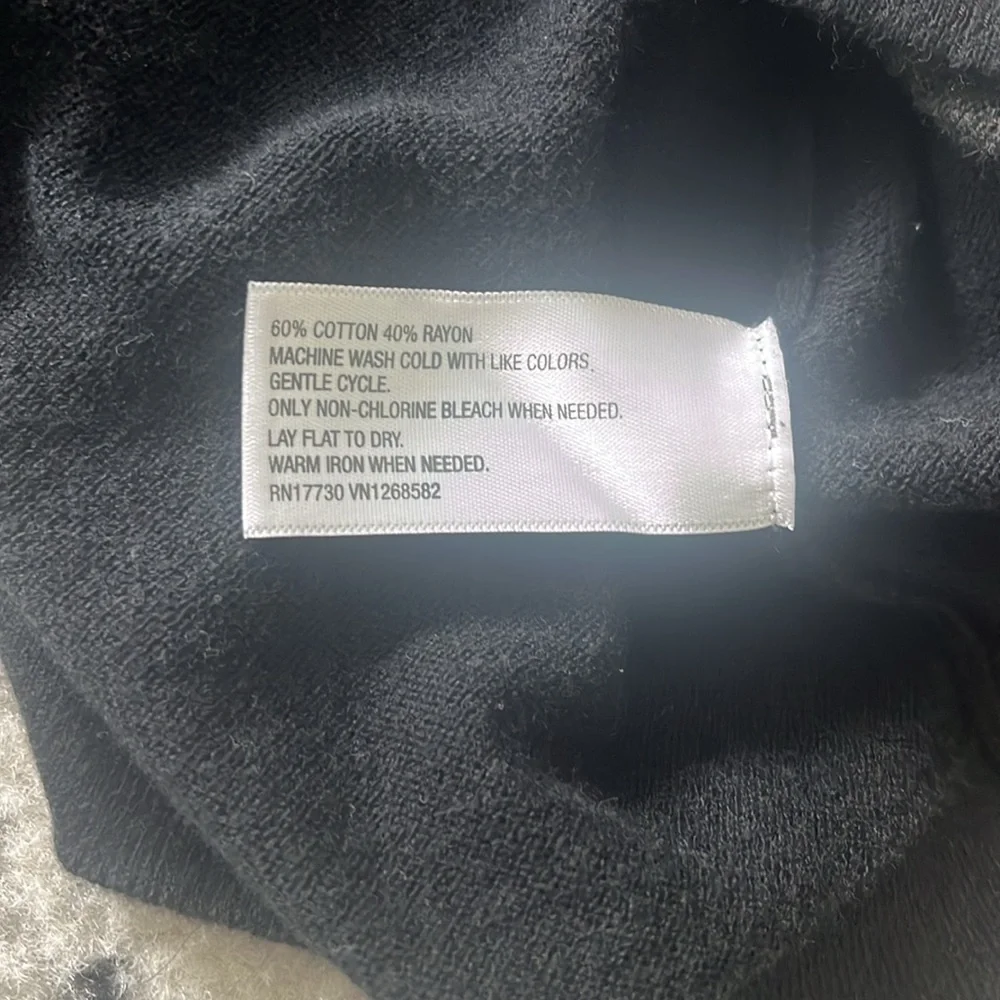 60% COTTON 40% RAYON
MACHINE WASH COLD WITH LIKE COLORS.
GENTLE CYCLE.
ONLY NON-CHLORINE BLEACH WHEN NEEDED.
LAY FLAT TO DRY.
WARM IRON WHEN NEEDED.
RN17730 VN1268582